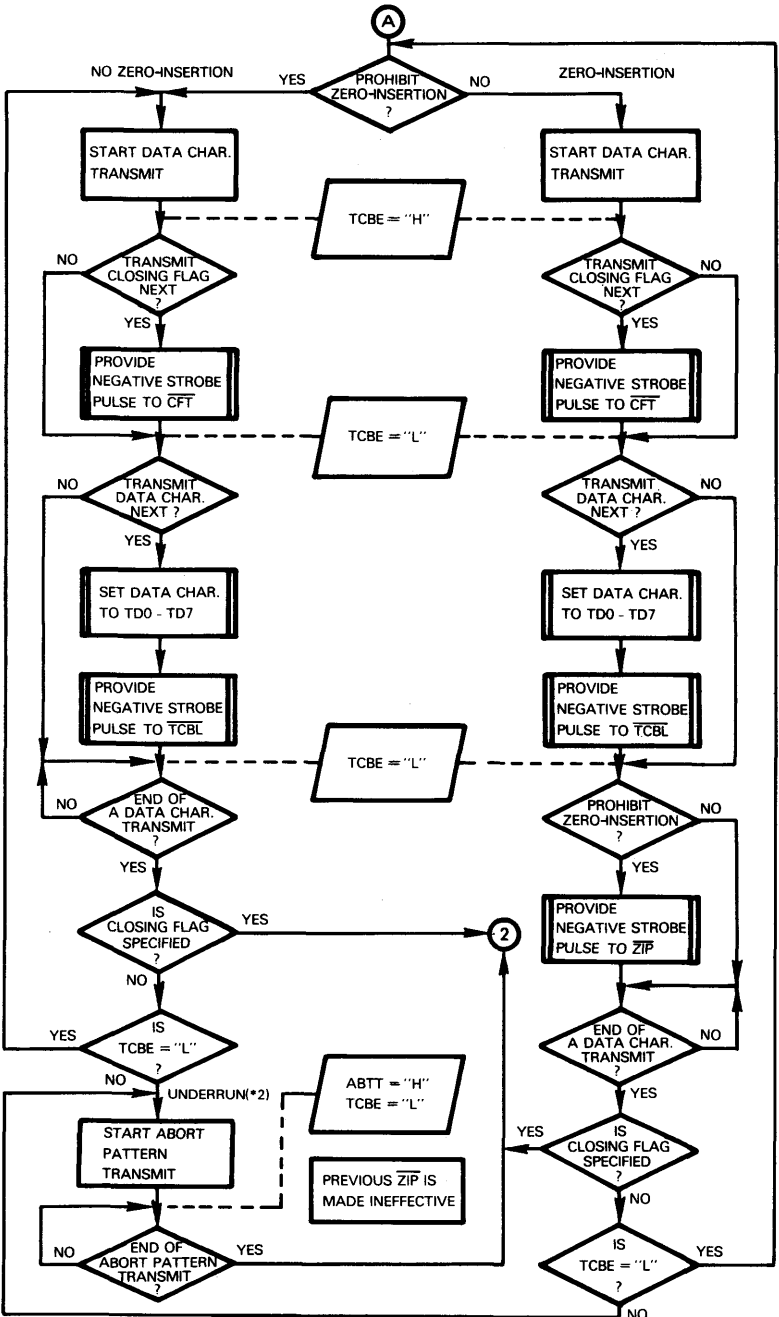 A
NO ZERO-INSERTION
YES
PROHIBIT
ZERO-INSERTION
?
NO
ZERO-INSERTION
START DATA CHAR.
TRANSMIT
START DATA CHAR.
TRANSMIT
TCBE = "H"
NO
TRANSMIT
CLOSING FLAG
NEXT
?
YES
TRANSMIT
CLOSING FLAG
NEXT
?
NO
YES
PROVIDE
NEGATIVE STROBE
PULSE TO C̅F̅T̅
PROVIDE
NEGATIVE STROBE
PULSE TO C̅F̅T̅
TCBE = "L"
NO
TRANSMIT
DATA CHAR.
NEXT ?
YES
TRANSMIT
DATA CHAR.
NEXT ?
NO
YES
SET DATA CHAR.
TO TD0 - TD7
SET DATA CHAR.
TO TD0 - TD7
PROVIDE
NEGATIVE STROBE
PULSE TO T̅C̅B̅L̅
PROVIDE
NEGATIVE STROBE
PULSE TO T̅C̅B̅L̅
TCBE = "L"
NO
END OF
A DATA CHAR.
TRANSMIT
?
YES
PROHIBIT
ZERO-INSERTION
?
NO
YES
IS
CLOSING FLAG
SPECIFIED
?
YES
NO
2
PROVIDE
NEGATIVE STROBE
PULSE TO Z̅I̅P̅
YES
IS
TCBE = "L"
?
NO
END OF
A DATA CHAR.
TRANSMIT
?
NO
YES
UNDERRUN(*2)
ABTT = "H"
TCBE = "L"
START ABORT
PATTERN
TRANSMIT
YES
IS
CLOSING FLAG
SPECIFIED
?
NO
PREVIOUS Z̅I̅P̅ IS
MADE INEFFECTIVE
NO
END OF
ABORT PATTERN
TRANSMIT
?
YES
IS
TCBE = "L"
?
YES
NO